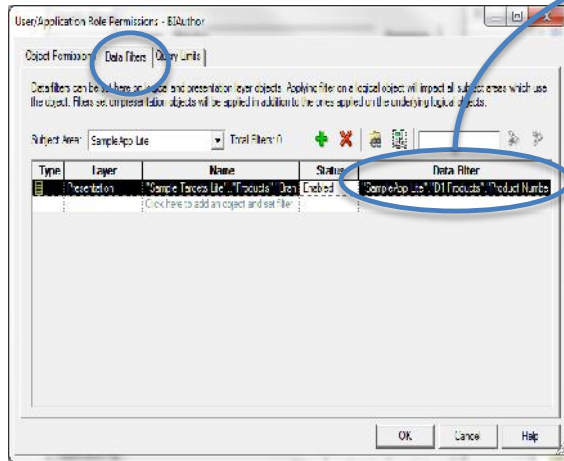 User/Application Role Permissions - BIAuthor
Object Permissions Data Filters Query Limits
Data filters can be set here on logical and presentation layer objects. Applying filter on a logical object will impact all subject areas which use
the object. Filters set on presentation objects will be applied in addition to the ones applied on the underlying logical objects.
Subject Area: SampleApp Lite Total Filters: 0
Type Layer Name Status Data Filter
Presentation "Sample Targets Lite"."Products"."Bran Enabled "SampleApp Lite"."D1 Products"."Product Numbe
Click here to add an object and set filter
OK Cancel Help